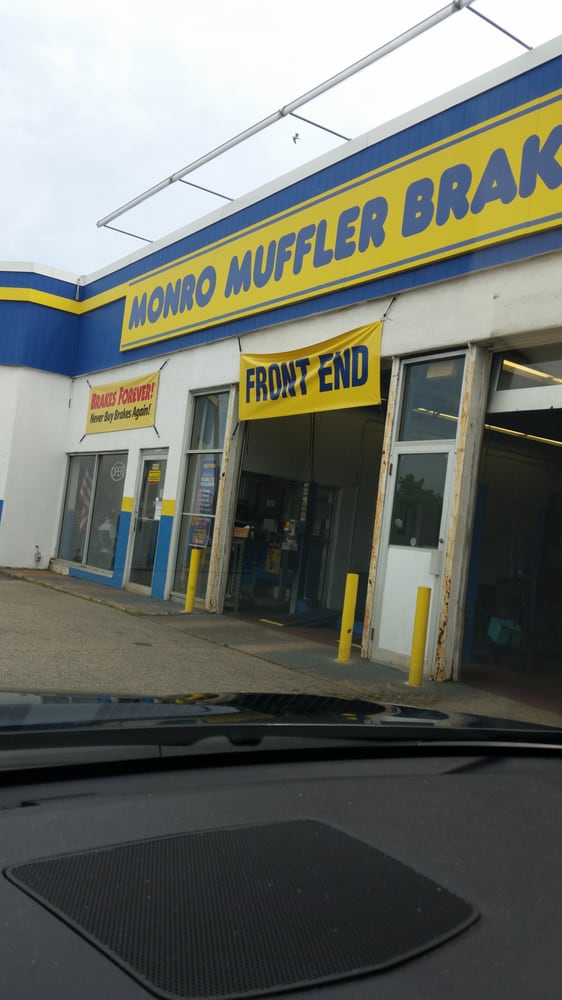 MONRO MUFFLER BRAK
FRONT END
BRAKES FOREVER!
Never Buy Brakes Again!